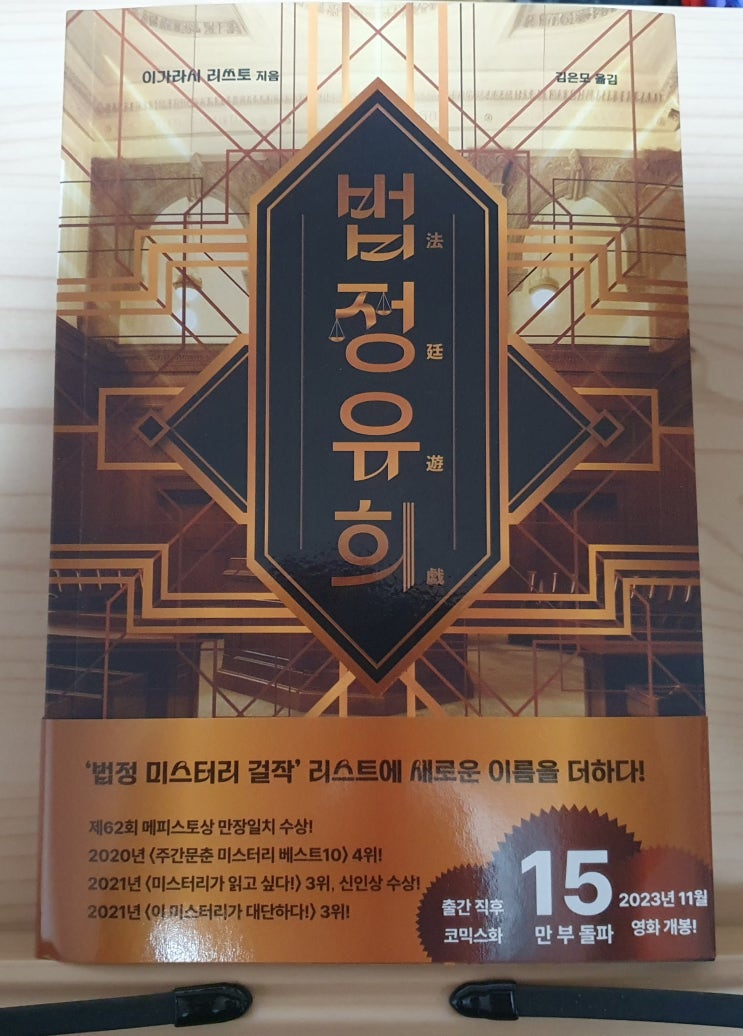 이가라시 리쓰토 지음
김은모 옮김
법정유희
法廷遊戯
‘법정 미스터리 걸작’ 리스트에 새로운 이름을 더하다!
제62회 메피스토상 만장일치 수상!
2020년 〈주간문춘 미스터리 베스트10〉 4위!
2021년 〈미스터리가 읽고 싶다!〉 3위, 신인상 수상!
2021년 〈이 미스터리가 대단하다!〉 3위!
출간 직후
코믹스화
15
만 부 돌파
2023년 11월
영화 개봉!